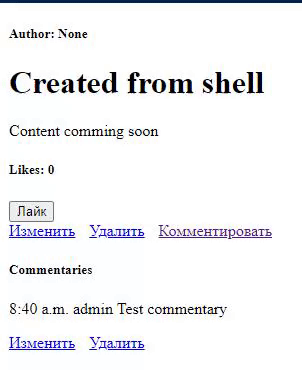 Author: None
Created from shell
Content comming soon
Likes: 0
Лайк
Изменить Удалить Комментировать
Commentaries
8:40 a.m. admin Test commentary
Изменить Удалить